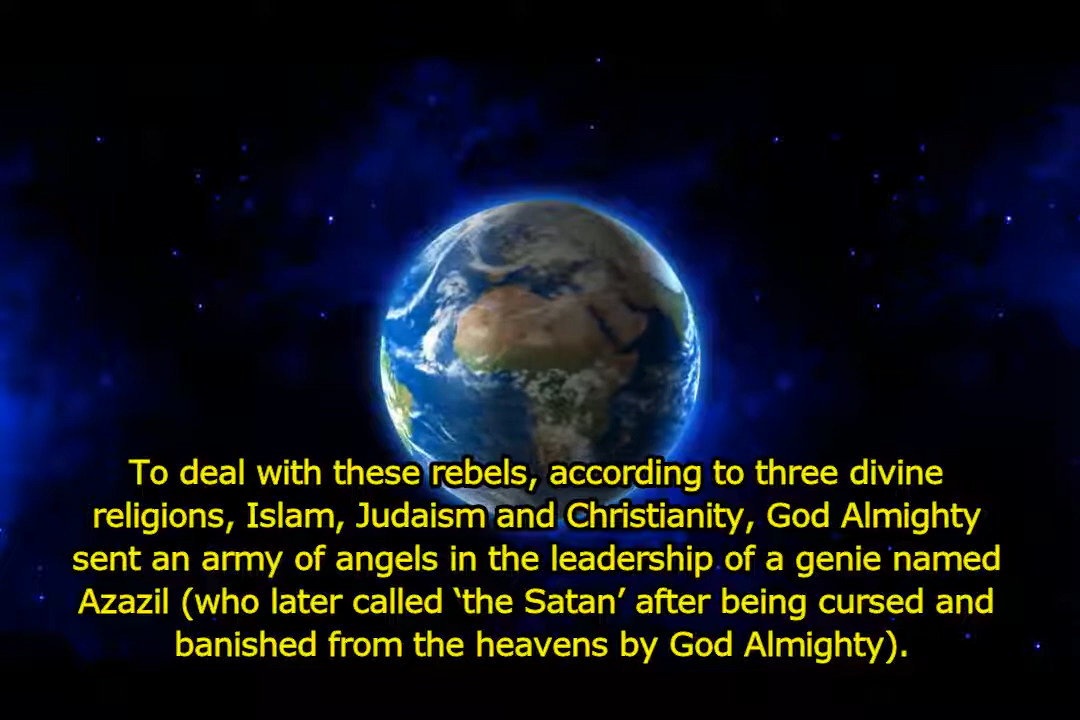 To deal with these rebels, according to three divine
religions, Islam, Judaism and Christianity, God Almighty
sent an army of angels in the leadership of a genie named
Azazil (who later called ‘the Satan’ after being cursed and
banished from the heavens by God Almighty).